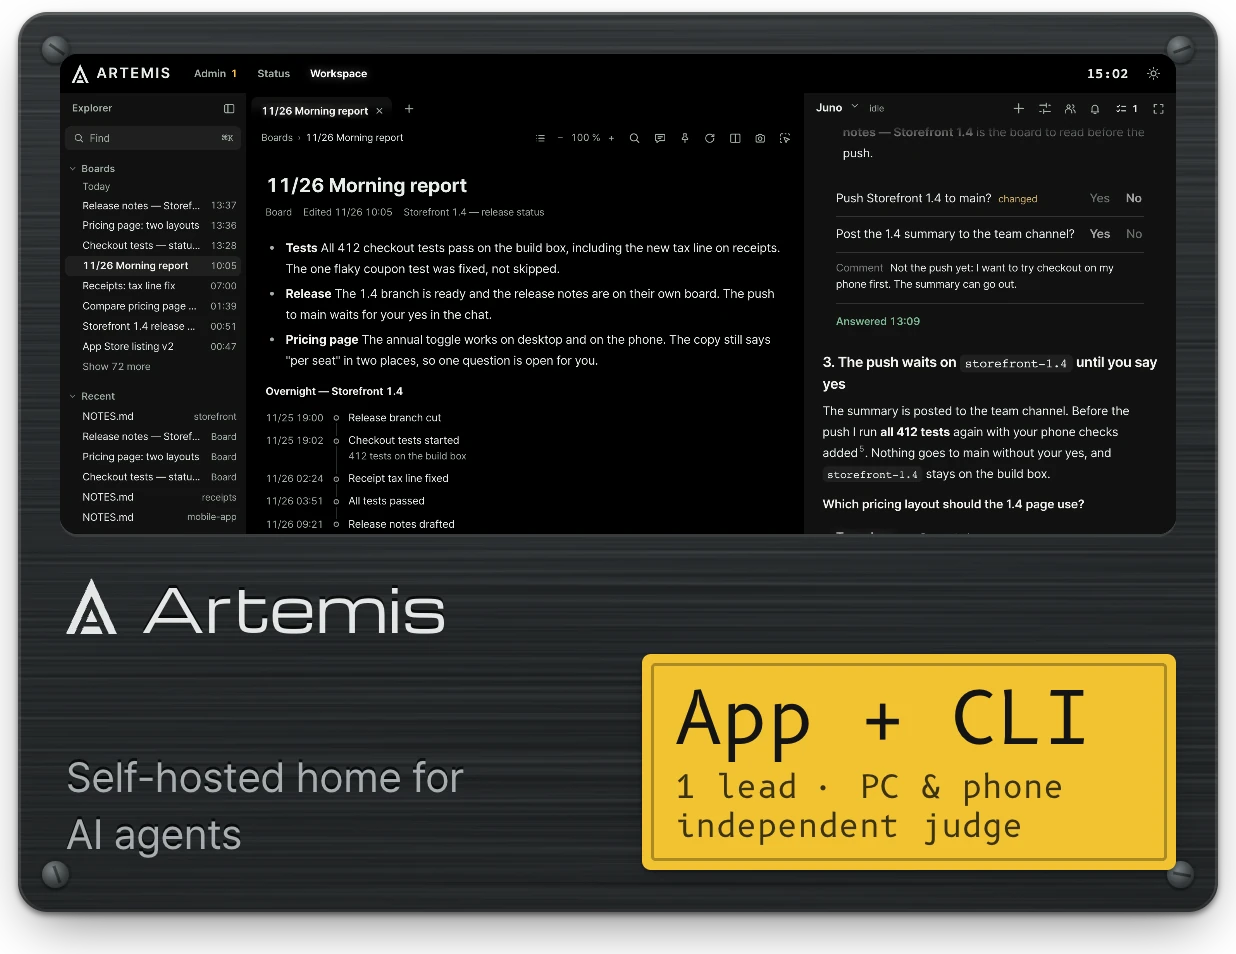 ARTEMIS
Admin 1
Status
Workspace
15:02
Explorer
Find
⌘K
Boards
Today
Release notes — Storef... 13:37
Pricing page: two layouts 13:36
Checkout tests — statu... 13:28
11/26 Morning report 10:05
Receipts: tax line fix 07:00
Compare pricing page ... 01:39
Storefront 1.4 release ... 00:51
App Store listing v2 00:47
Show 72 more
Recent
NOTES.md storefront
Release notes — Storef... Board
Pricing page: two layouts Board
Checkout tests — statu... Board
NOTES.md receipts
NOTES.md mobile-app
11/26 Morning report × +
Boards › 11/26 Morning report
− 100 % +
11/26 Morning report
Board Edited 11/26 10:05 Storefront 1.4 — release status
• Tests All 412 checkout tests pass on the build box, including the new tax line on receipts.
The one flaky coupon test was fixed, not skipped.
• Release The 1.4 branch is ready and the release notes are on their own board. The push
to main waits for your yes in the chat.
• Pricing page The annual toggle works on desktop and on the phone. The copy still says
"per seat" in two places, so one question is open for you.
Overnight — Storefront 1.4
11/25 19:00 Release branch cut
11/25 19:02 Checkout tests started
412 tests on the build box
11/26 02:24 Receipt tax line fixed
11/26 03:51 All tests passed
11/26 09:21 Release notes drafted
Juno idle
1
notes — Storefront 1.4 is the board to read before the
push.
Push Storefront 1.4 to main? changed Yes No
Post the 1.4 summary to the team channel? Yes No
Comment Not the push yet: I want to try checkout on my
phone first. The summary can go out.
Answered 13:09
3. The push waits on storefront-1.4 until you say
yes
The summary is posted to the team channel. Before the
push I run all 412 tests again with your phone checks
added⁵. Nothing goes to main without your yes, and
storefront-1.4 stays on the build box.
Which pricing layout should the 1.4 page use?
Artemis
Self-hosted home for
AI agents
App + CLI
1 lead · PC & phone
independent judge